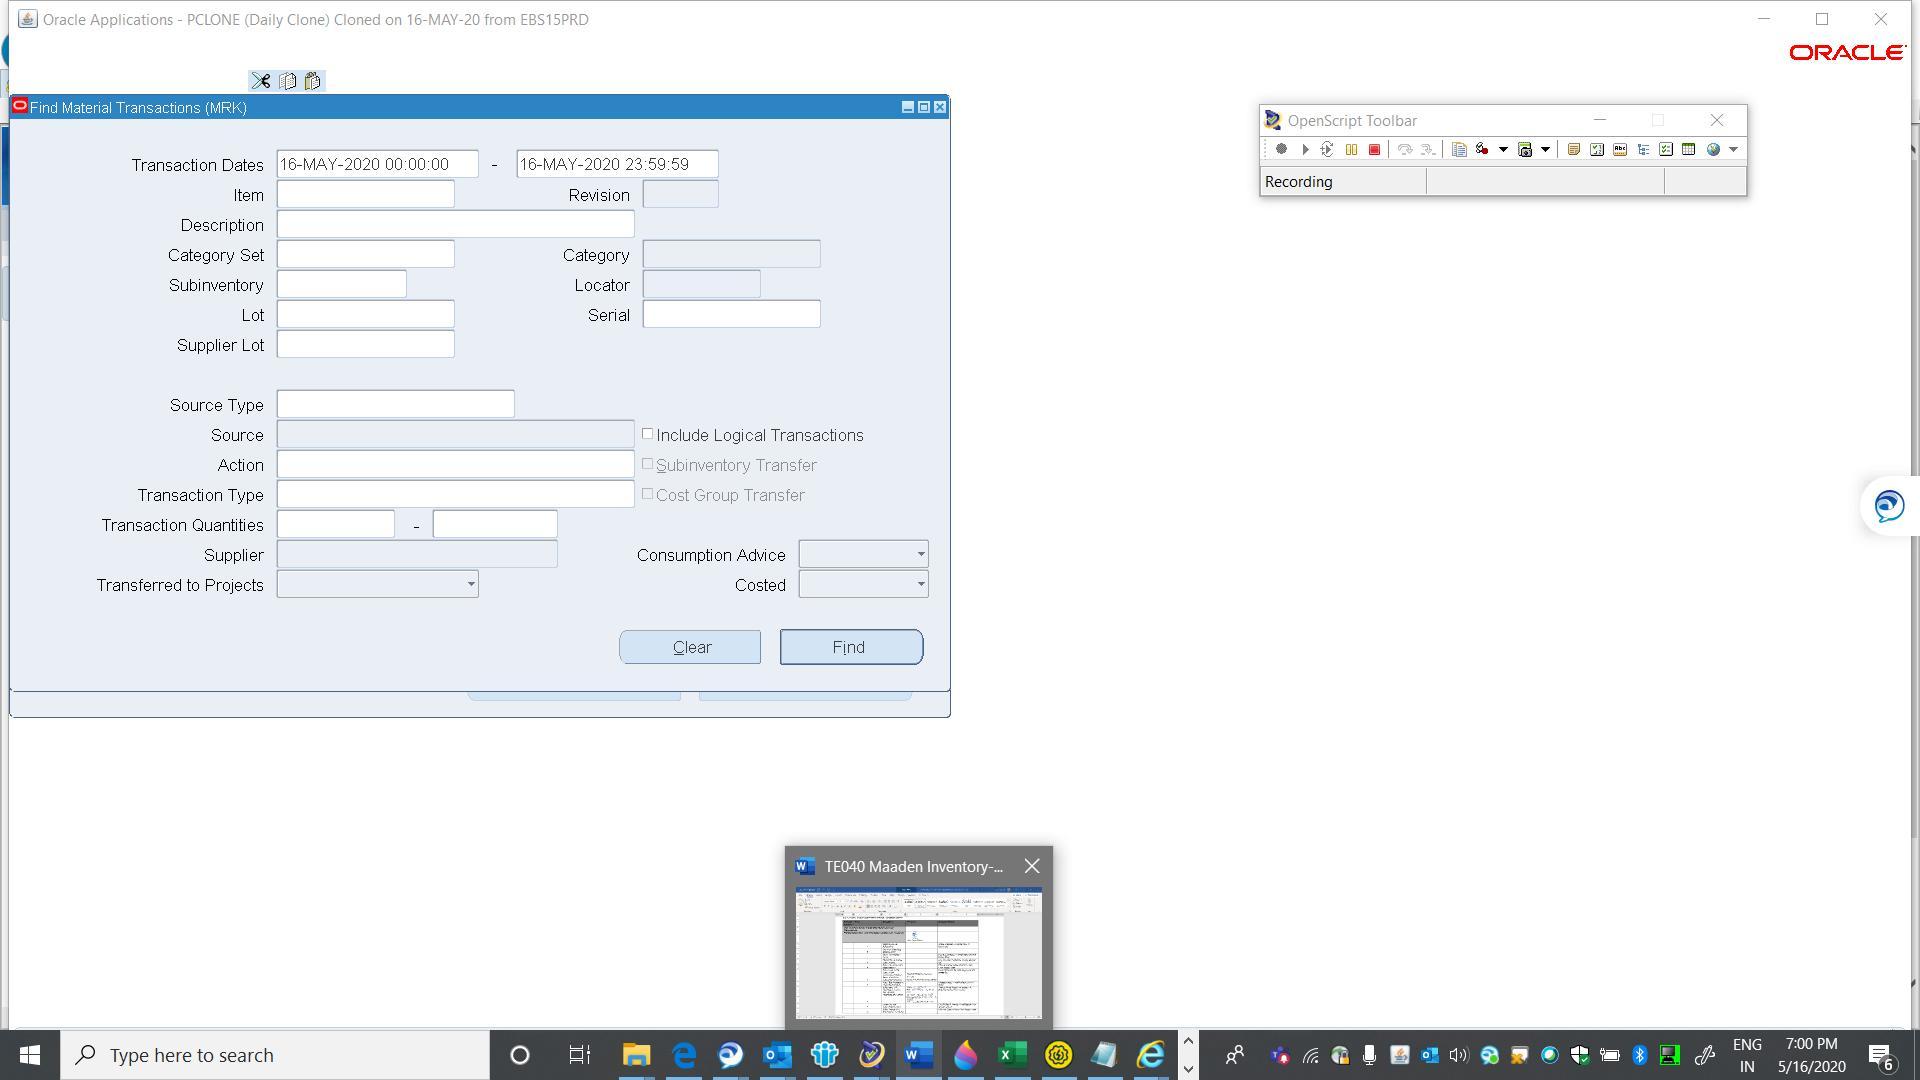 Oracle Applications - PCLONE (Daily Clone) Cloned on 16-MAY-20 from EBS15PRD
ORACLE
Find Material Transactions (MRK)
OpenScript Toolbar
Recording
Transaction Dates 16-MAY-2020 00:00:00 - 16-MAY-2020 23:59:59
Item Revision
Description
Category Set Category
Subinventory Locator
Lot Serial
Supplier Lot
Source Type
Source Include Logical Transactions
Action Subinventory Transfer
Transaction Type Cost Group Transfer
Transaction Quantities -
Supplier Consumption Advice
Transferred to Projects Costed
Clear Find
TE040 Maaden Inventory-...
Type here to search
ENG
IN
7:00 PM
5/16/2020
6